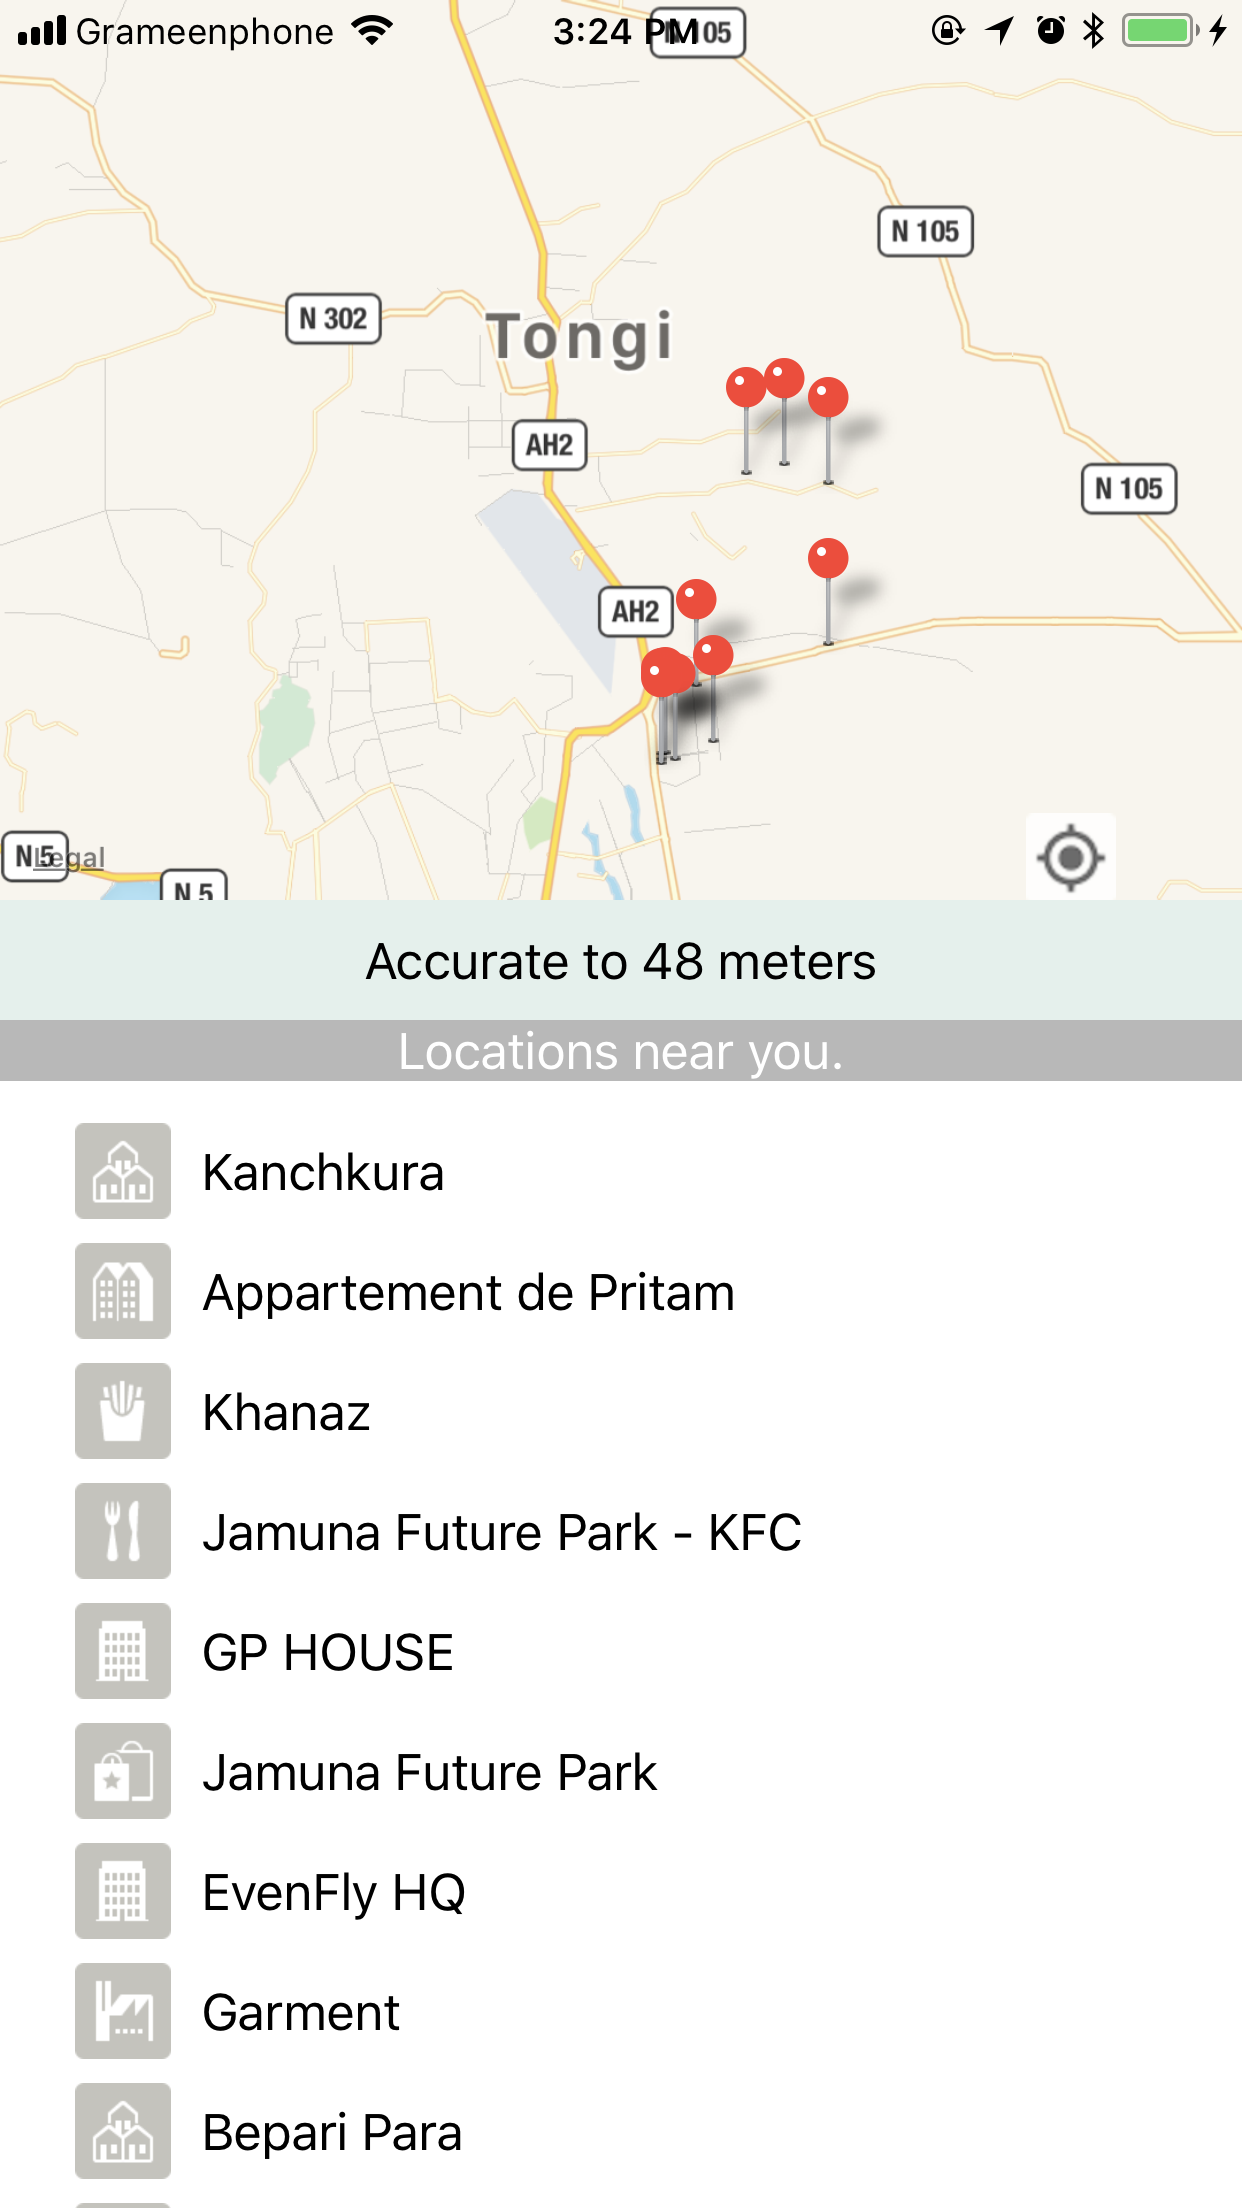 Grameenphone
3:24 PM
N 105
N 105
N 302
Tongi
AH2
N 105
AH2
N 5
Legal
N 5
Accurate to 48 meters
Locations near you.
Kanchkura
Appartement de Pritam
Khanaz
Jamuna Future Park - KFC
GP HOUSE
Jamuna Future Park
EvenFly HQ
Garment
Bepari Para